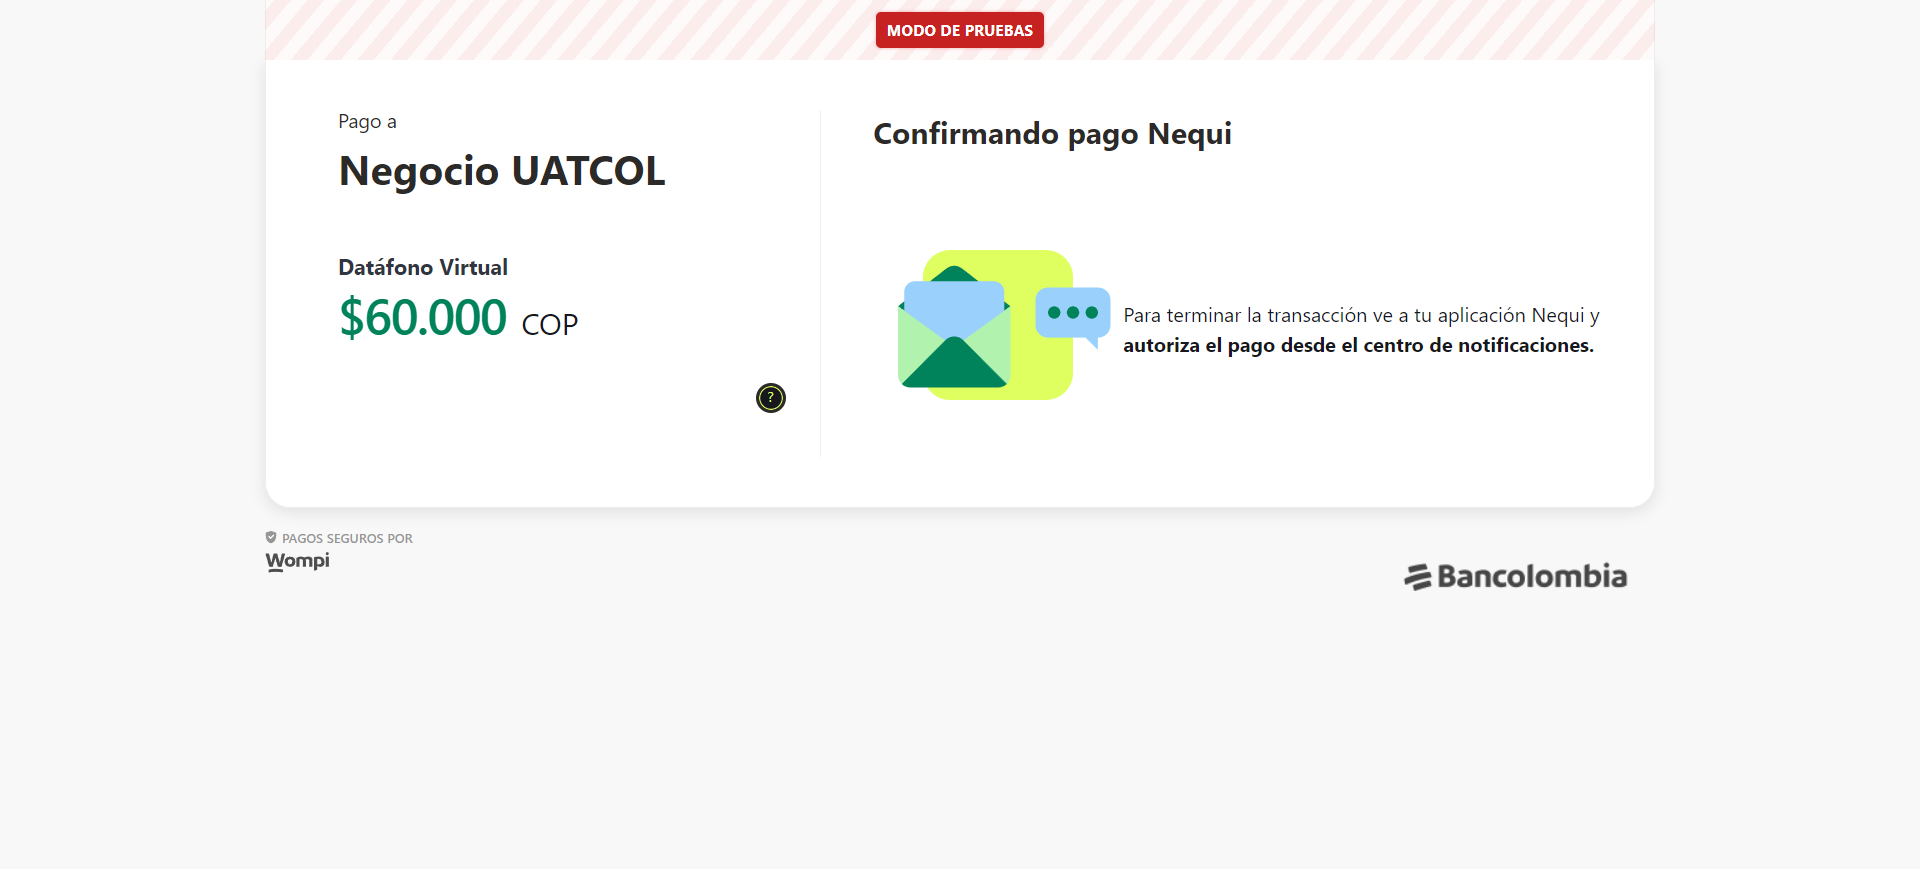 MODO DE PRUEBAS
Pago a
Negocio UATCOL
Datáfono Virtual
$60.000 COP
?
Confirmando pago Nequi
Para terminar la transacción ve a tu aplicación Nequi y
autoriza el pago desde el centro de notificaciones.
PAGOS SEGUROS POR
Wompi
Bancolombia